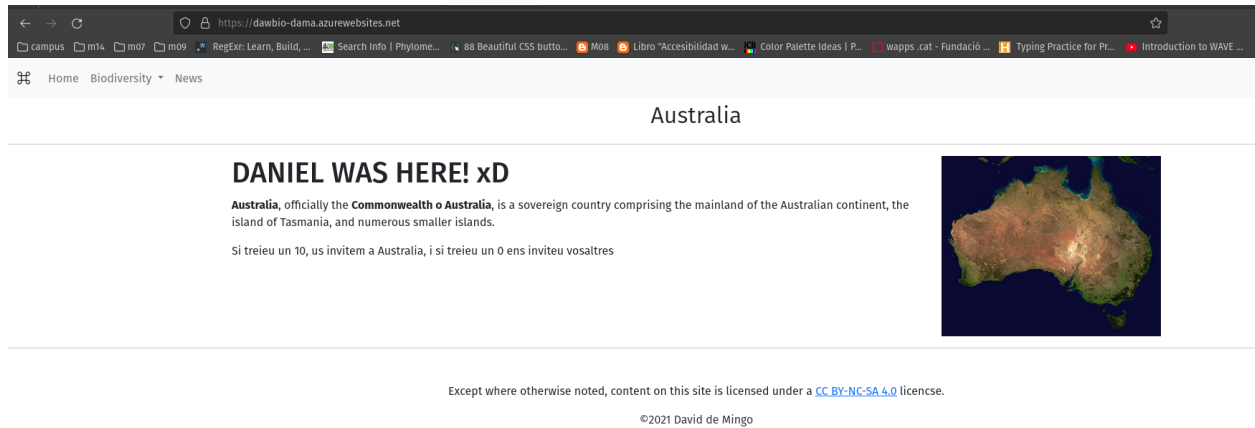 https://dawbio-dama.azurewebsites.net
campus m14 m07 m09 RegExr: Learn, Build, ... Search Info | Phylome... 88 Beautiful CSS butto... M08 Libro "Accesibilidad w... Color Palette Ideas | P... wapps .cat - Fundació ... Typing Practice for Pr... Introduction to WAVE ...
Home Biodiversity News
Australia
DANIEL WAS HERE! xD
Australia, officially the Commonwealth o Australia, is a sovereign country comprising the mainland of the Australian continent, the
island of Tasmania, and numerous smaller islands.
Si treieu un 10, us invitem a Australia, i si treieu un 0 ens inviteu vosaltres
Except where otherwise noted, content on this site is licensed under a CC BY-NC-SA 4.0 licencse.
©2021 David de Mingo